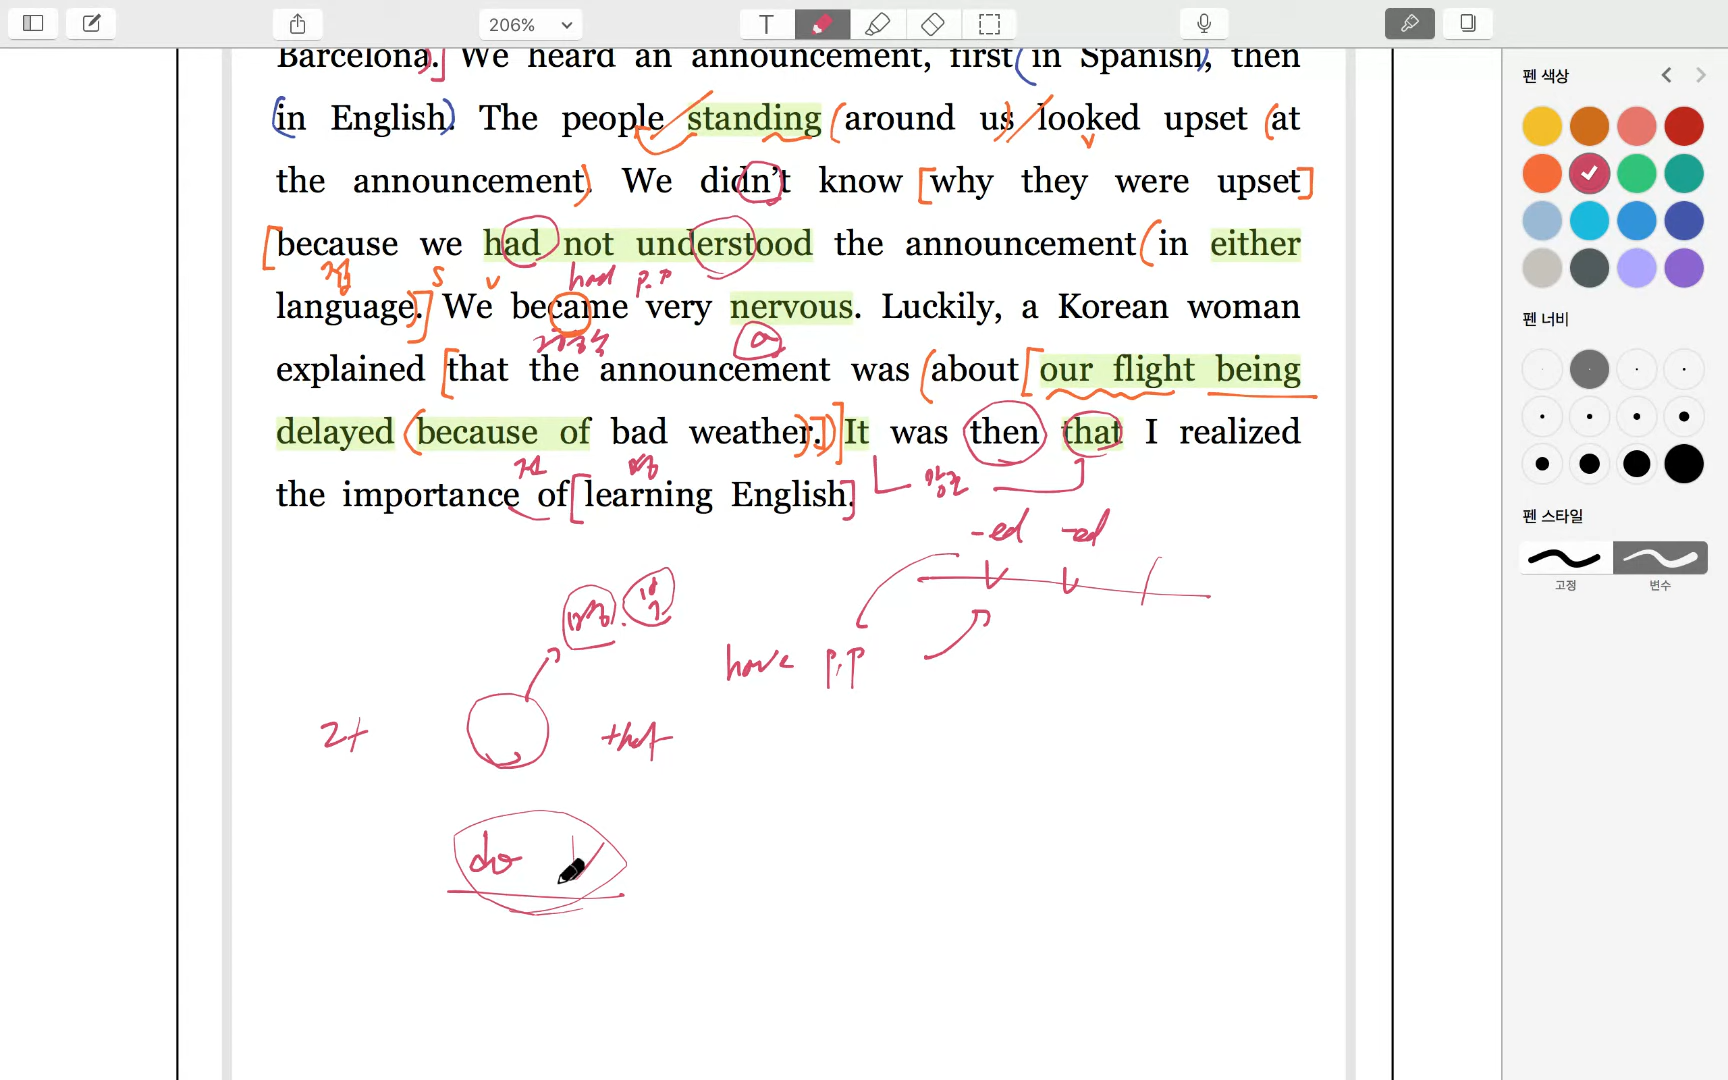 206%
T
펜 색상
Barcelona. We heard an announcement, first in Spanish, then
in English. The people standing around us looked upset at
the announcement. We didn't know why they were upset
because we had not understood the announcement in either
had p.p
s v v
language. We became very nervous. Luckily, a Korean woman
a
explained that the announcement was about our flight being
delayed because of bad weather. It was then that I realized
the importance of learning English.
강조
-ed -ed
have p.p
that
do V
펜 너비
펜 스타일
고정 변수